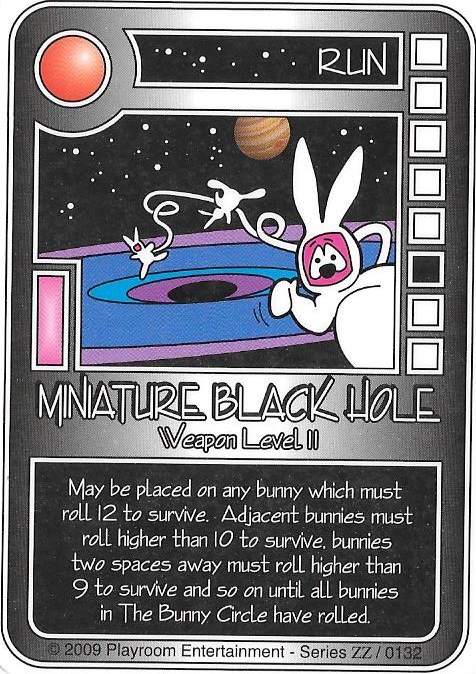 RUN
MINIATURE BLACK HOLE
Weapon Level 11
May be placed on any bunny which must
roll 12 to survive. Adjacent bunnies must
roll higher than 10 to survive, bunnies
two spaces away must roll higher than
9 to survive and so on until all bunnies
in The Bunny Circle have rolled.
© 2009 Playroom Entertainment - Series ZZ / 0132